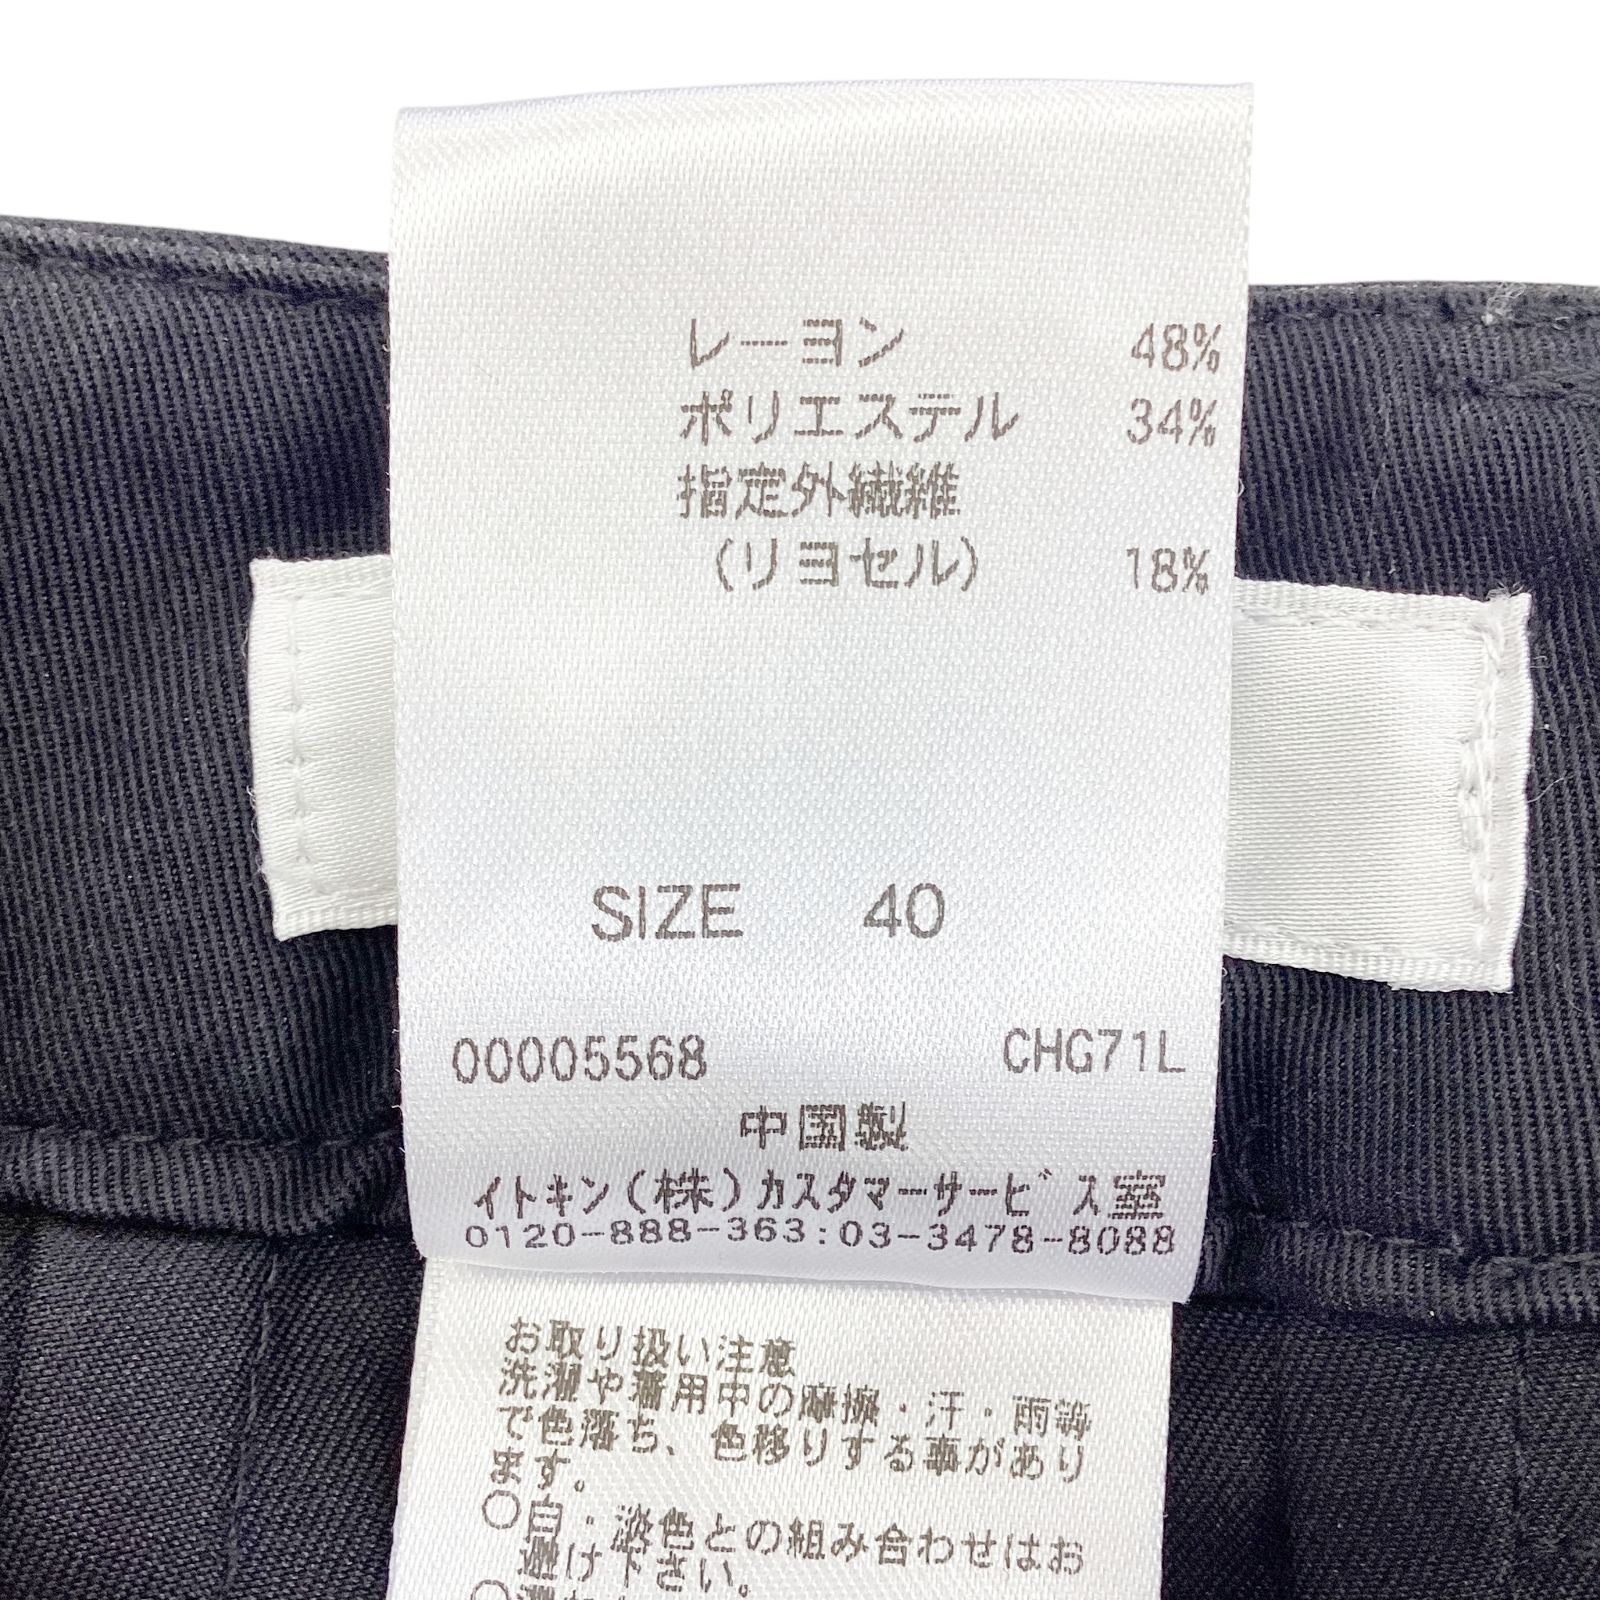 レーヨン 48%
ポリエステル 34%
指定外繊維
(リヨセル) 18%
SIZE 40
00005568 CHG71L
中国製
イトキン(株)カスタマーサービス室
0120-888-363:03-3478-8088
お取り扱い注意
洗濯や着用中の摩擦・汗・雨等
で色落ち、色移りする事があり
ます。
○白・淡色との組み合わせはお
避け下さい。